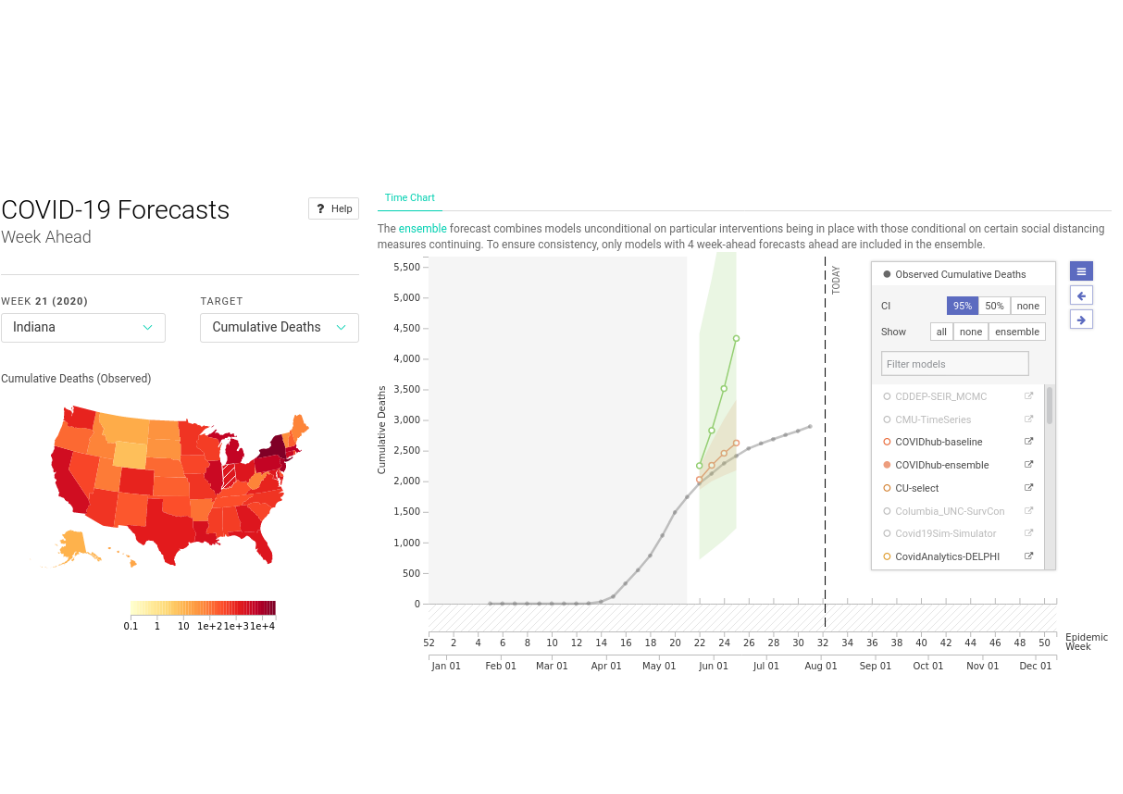 COVID-19 Forecasts
? Help
Week Ahead
WEEK 21 (2020)
TARGET
Indiana
Cumulative Deaths
Cumulative Deaths (Observed)
0.1 1 10 1e+2 1e+3 1e+4
Time Chart
The ensemble forecast combines models unconditional on particular interventions being in place with those conditional on certain social distancing
measures continuing. To ensure consistency, only models with 4 week-ahead forecasts ahead are included in the ensemble.
Cumulative Deaths
5,500
5,000
4,500
4,000
3,500
3,000
2,500
2,000
1,500
1,000
500
0
TODAY
52 2 4 6 8 10 12 14 16 18 20 22 24 26 28 30 32 34 36 38 40 42 44 46 48 50
Epidemic
Week
Jan 01 Feb 01 Mar 01 Apr 01 May 01 Jun 01 Jul 01 Aug 01 Sep 01 Oct 01 Nov 01 Dec 01
Observed Cumulative Deaths
CI 95% 50% none
Show all none ensemble
Filter models
CDDEP-SEIR_MCMC
CMU-TimeSeries
COVIDhub-baseline
COVIDhub-ensemble
CU-select
Columbia_UNC-SurvCon
Covid19Sim-Simulator
CovidAnalytics-DELPHI